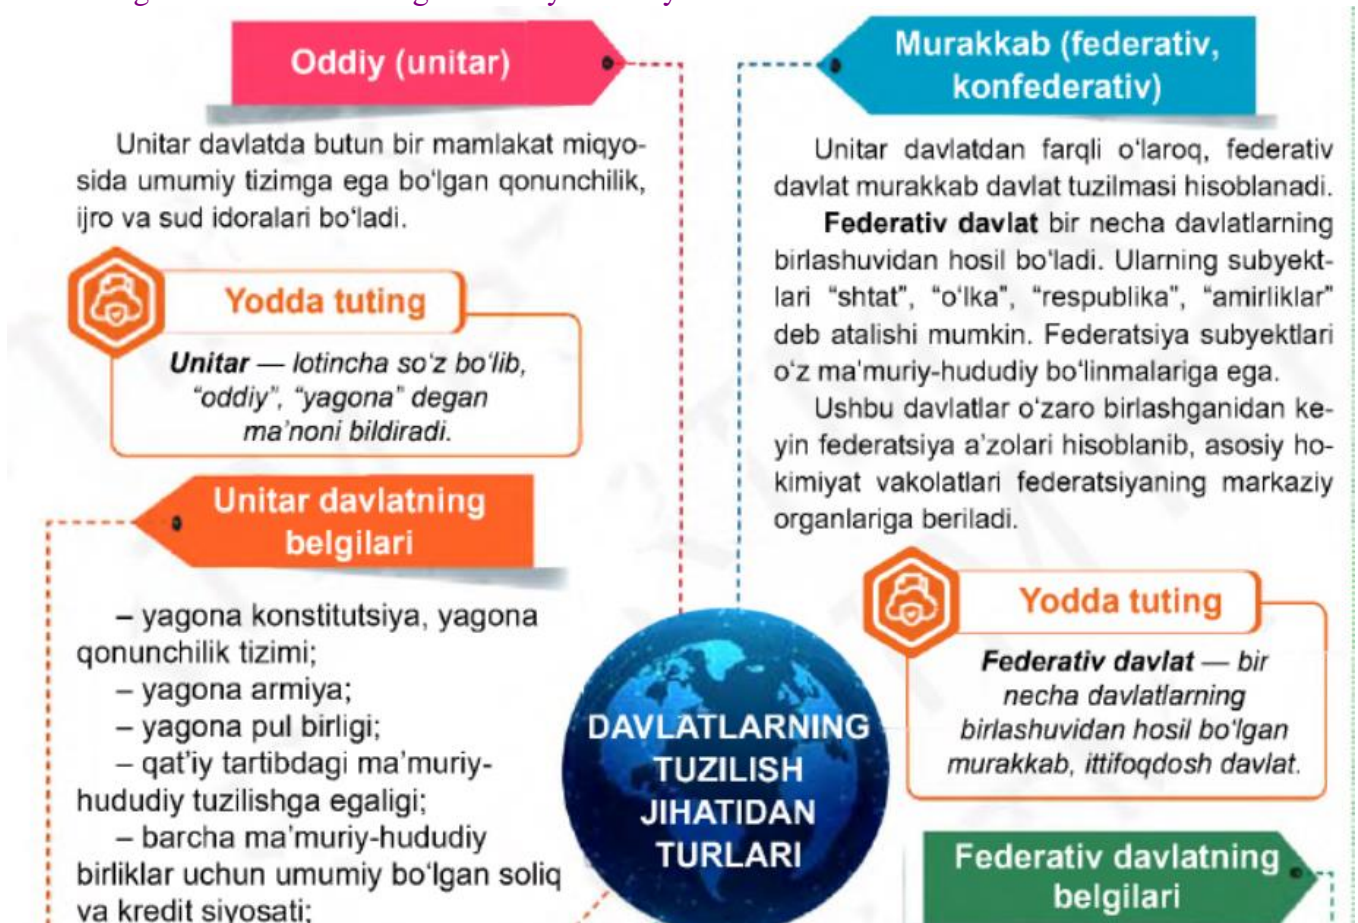 Oddiy (unitar)
Unitar davlatda butun bir mamlakat miqyo-
sida umumiy tizimga ega bo‘lgan qonunchilik,
ijro va sud idoralari bo‘ladi.
Yodda tuting
Unitar — lotincha so‘z bo‘lib,
“oddiy”, “yagona” degan
ma’noni bildiradi.
Unitar davlatning
belgilari
– yagona konstitutsiya, yagona
qonunchilik tizimi;
– yagona armiya;
– yagona pul birligi;
– qat’iy tartibdagi ma’muriy-
hududiy tuzilishga egaligi;
– barcha ma’muriy-hududiy
birliklar uchun umumiy bo‘lgan soliq
va kredit siyosati;
DAVLATLARNING
TUZILISH
JIHATIDAN
TURLARI
Murakkab (federativ,
konfederativ)
Unitar davlatdan farqli o‘laroq, federativ
davlat murakkab davlat tuzilmasi hisoblanadi.
Federativ davlat bir necha davlatlarning
birlashuvidan hosil bo‘ladi. Ularning subyekt-
lari “shtat”, “o‘lka”, “respublika”, “amirliklar”
deb atalishi mumkin. Federatsiya subyektlari
o‘z ma’muriy-hududiy bo‘linmalariga ega.
Ushbu davlatlar o‘zaro birlashganidan ke-
yin federatsiya a’zolari hisoblanib, asosiy ho-
kimiyat vakolatlari federatsiyaning markaziy
organlariga beriladi.
Yodda tuting
Federativ davlat — bir
necha davlatlarning
birlashuvidan hosil bo‘lgan
murakkab, ittifoqdosh davlat.
Federativ davlatning
belgilari